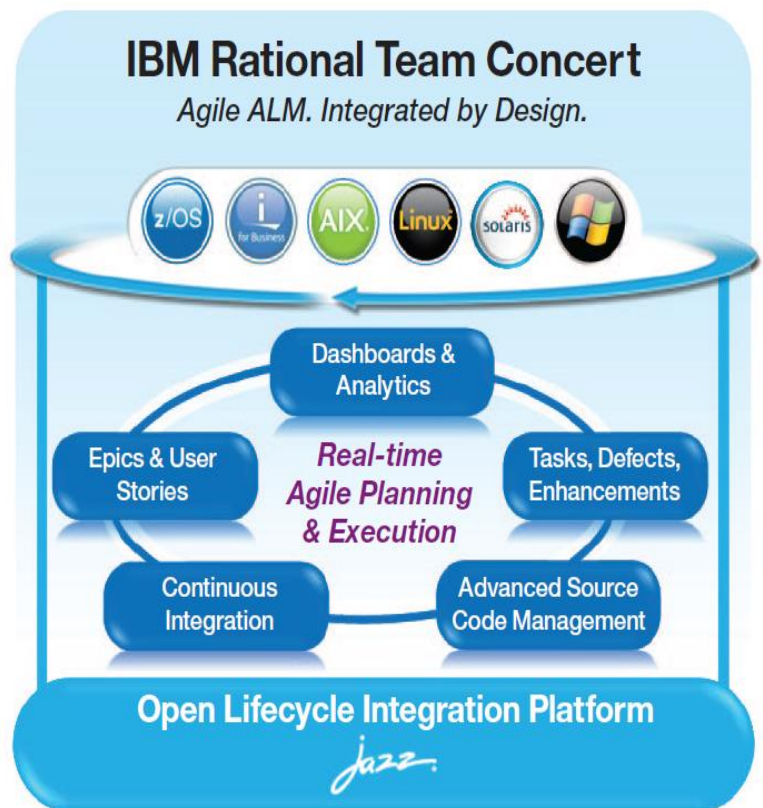 IBM Rational Team Concert
Agile ALM. Integrated by Design.
z/OS
i
for Business
AIX
Linux
solaris
Dashboards &
Analytics
Epics & User
Stories
Real-time
Agile Planning
& Execution
Tasks, Defects,
Enhancements
Continuous
Integration
Advanced Source
Code Management
Open Lifecycle Integration Platform
jazz